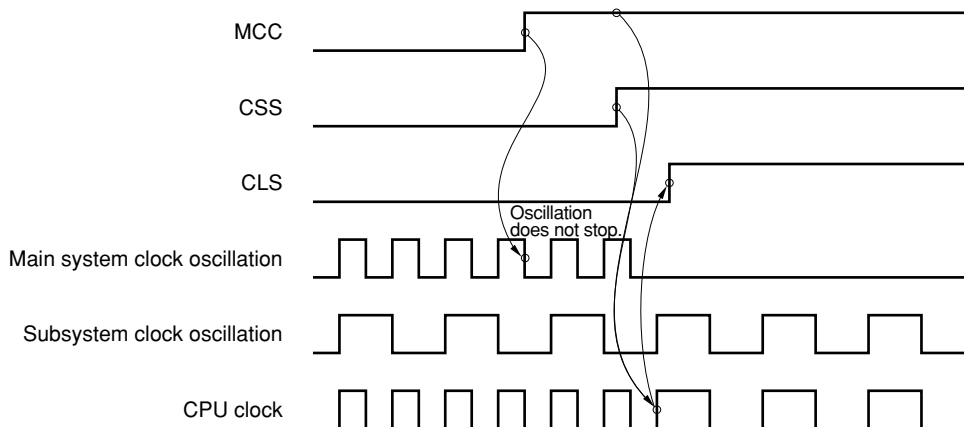 MCC
CSS
CLS
Oscillation
does not stop.
Main system clock oscillation
Subsystem clock oscillation
CPU clock